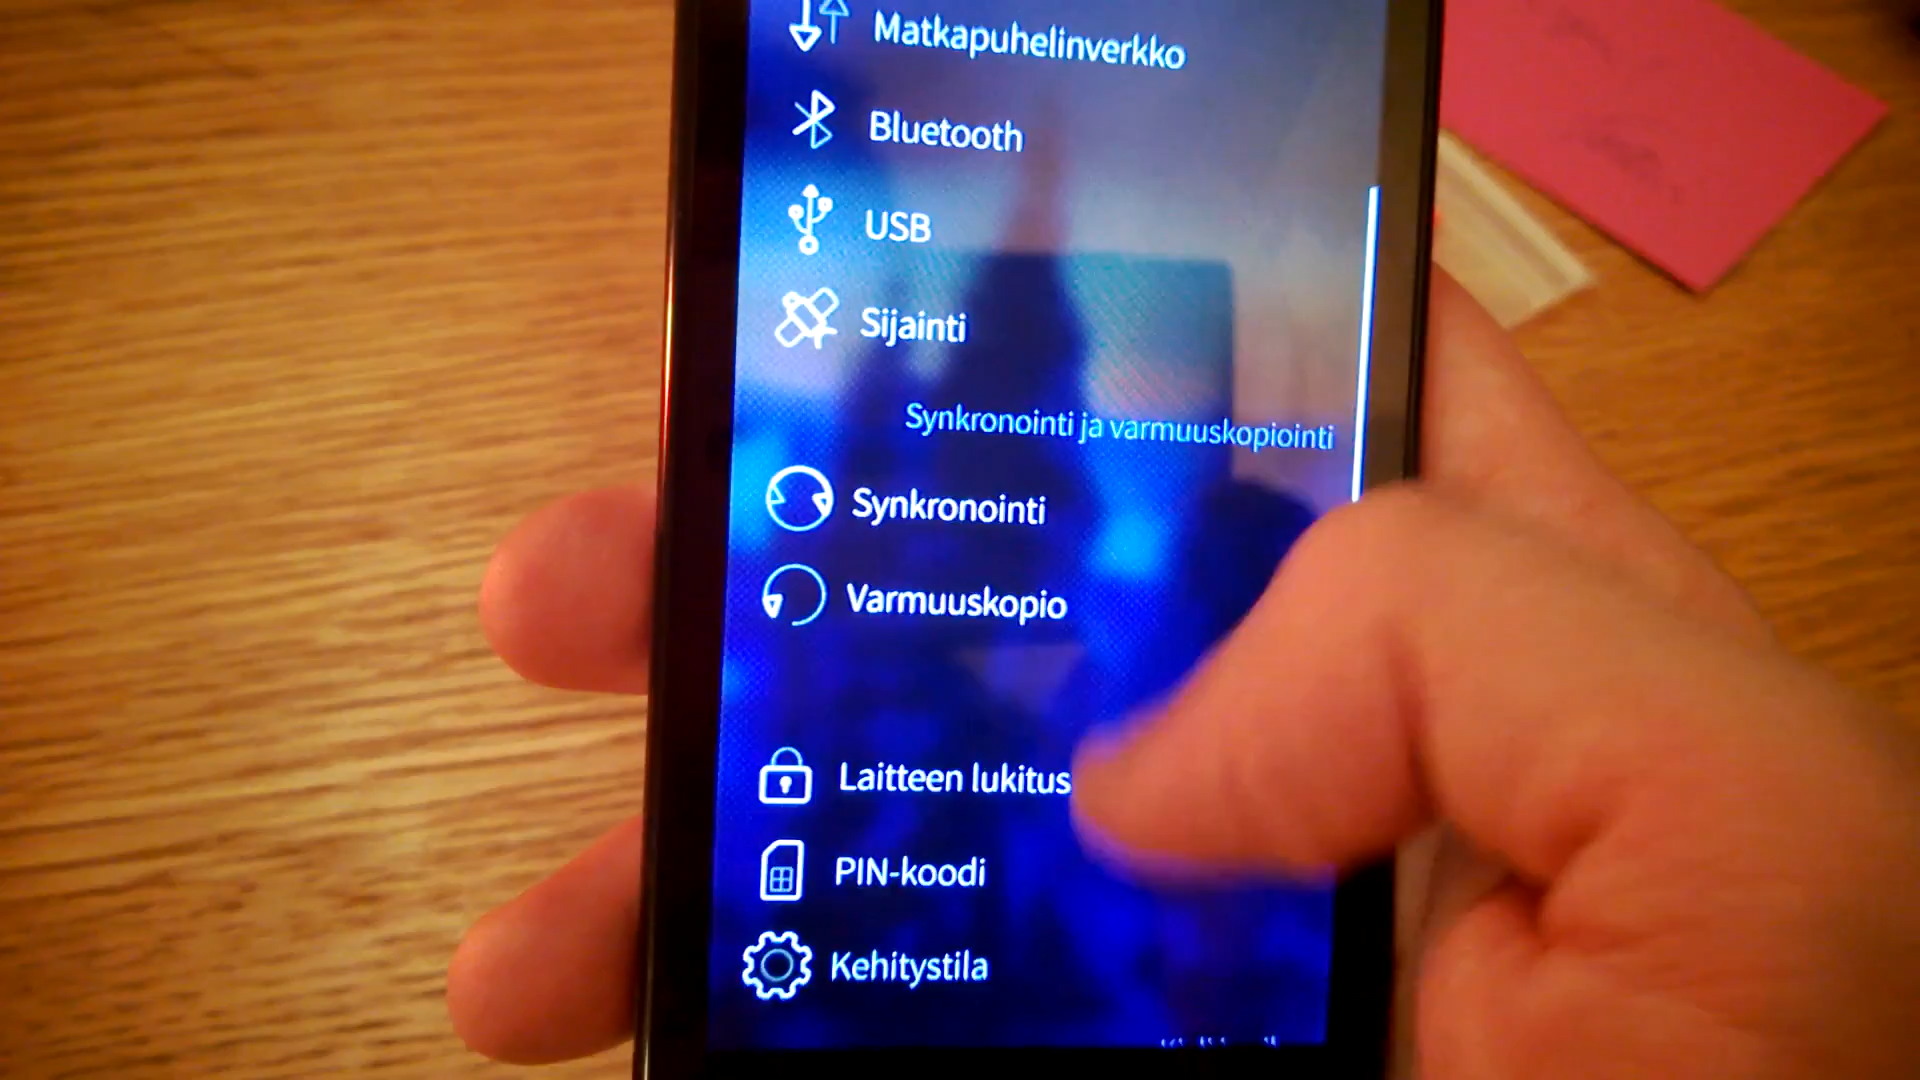 Matkapuhelinverkko
Bluetooth
USB
Sijainti
Synkronointi ja varmuuskopiointi
Synkronointi
Varmuuskopio
Laitteen lukitus
PIN-koodi
Kehitystila